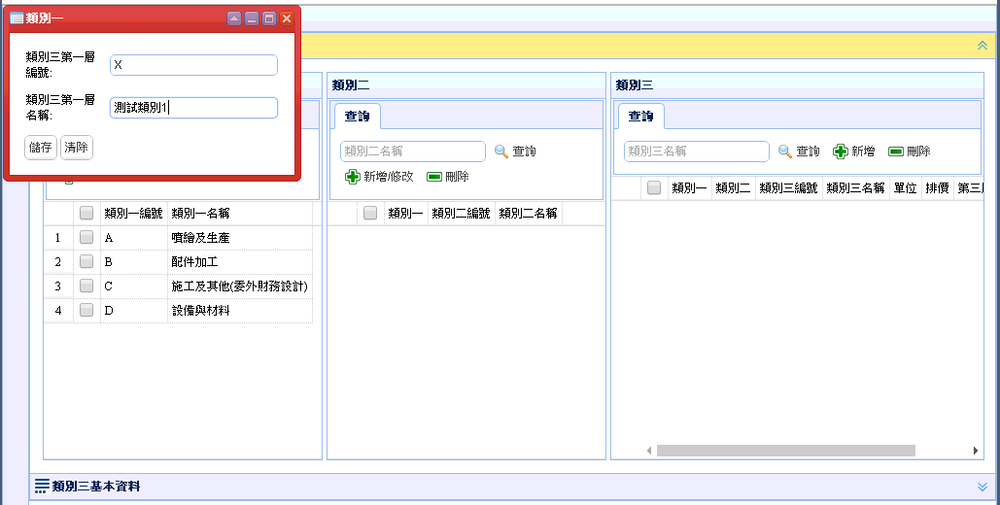 類別一
類別三第一層
編號:
X
類別三第一層
名稱:
測試類別1
儲存 清除
類別一編號 類別一名稱
1 A 噴繪及生產
2 B 配件加工
3 C 施工及其他(委外財務設計)
4 D 設備與材料
類別二
查詢
類別二名稱 查詢
新增/修改 刪除
類別一 類別二編號 類別二名稱
類別三
查詢
類別三名稱 查詢 新增 刪除
類別一 類別二 類別三編號 類別三名稱 單位 排價
類別三基本資料